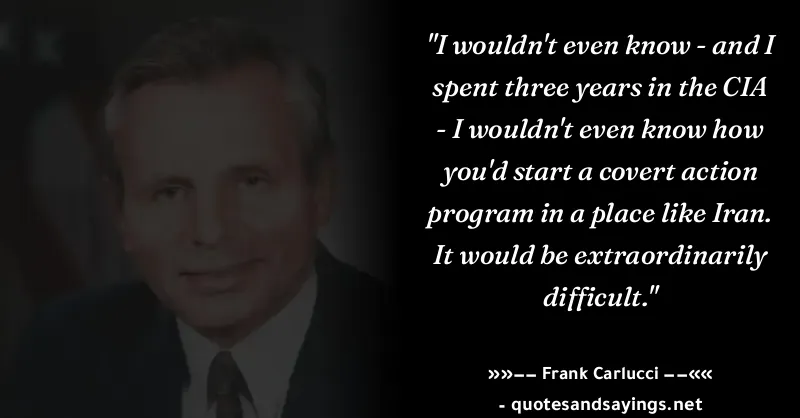 "I wouldn't even know - and I
spent three years in the CIA
- I wouldn't even know how
you'd start a covert action
program in a place like Iran.
It would be extraordinarily
difficult."
»»−− Frank Carlucci −−««
- quotesandsayings.net